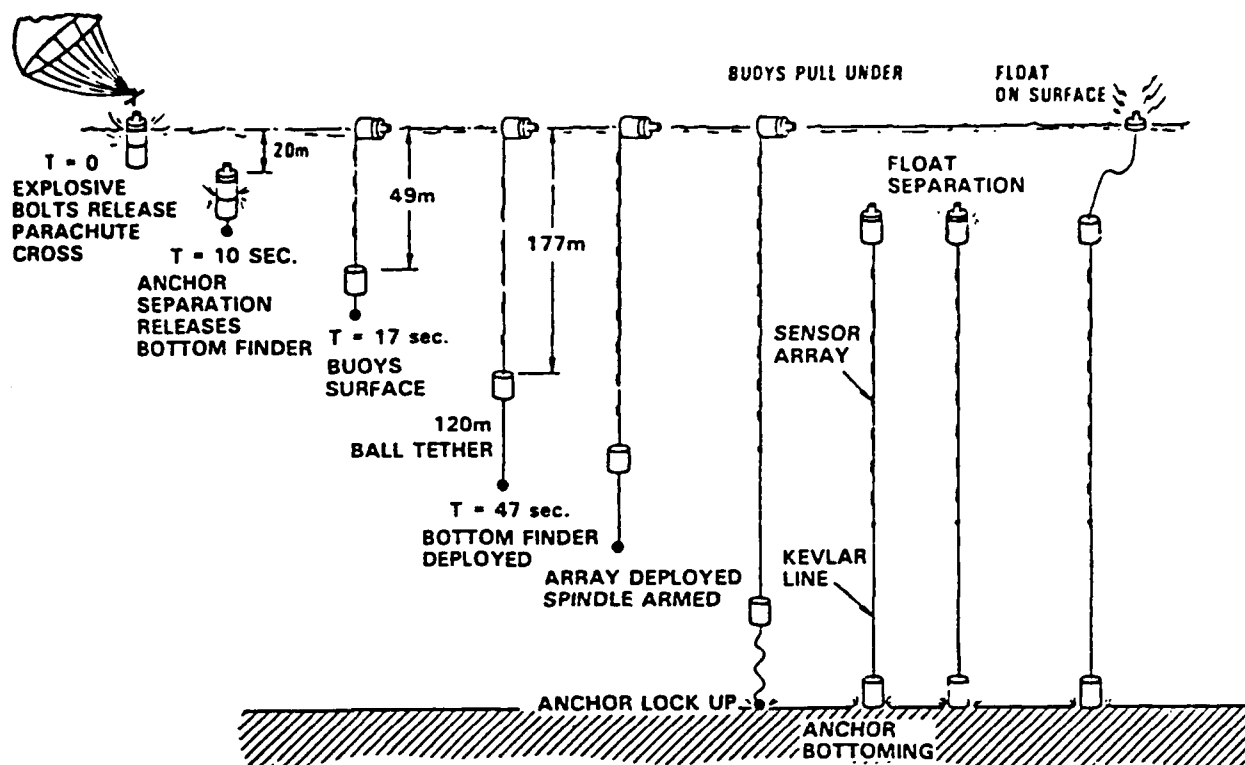 BUOYS PULL UNDER
FLOAT
ON SURFACE
T = 0
EXPLOSIVE
BOLTS RELEASE
PARACHUTE
CROSS
20m
T = 10 SEC.
ANCHOR
SEPARATION
RELEASES
BOTTOM FINDER
49m
T = 17 sec.
BUOYS
SURFACE
177m
120m
BALL TETHER
T = 47 sec.
BOTTOM FINDER
DEPLOYED
ARRAY DEPLOYED
SPINDLE ARMED
FLOAT
SEPARATION
SENSOR
ARRAY
KEVLAR
LINE
ANCHOR LOCK UP
ANCHOR
BOTTOMING